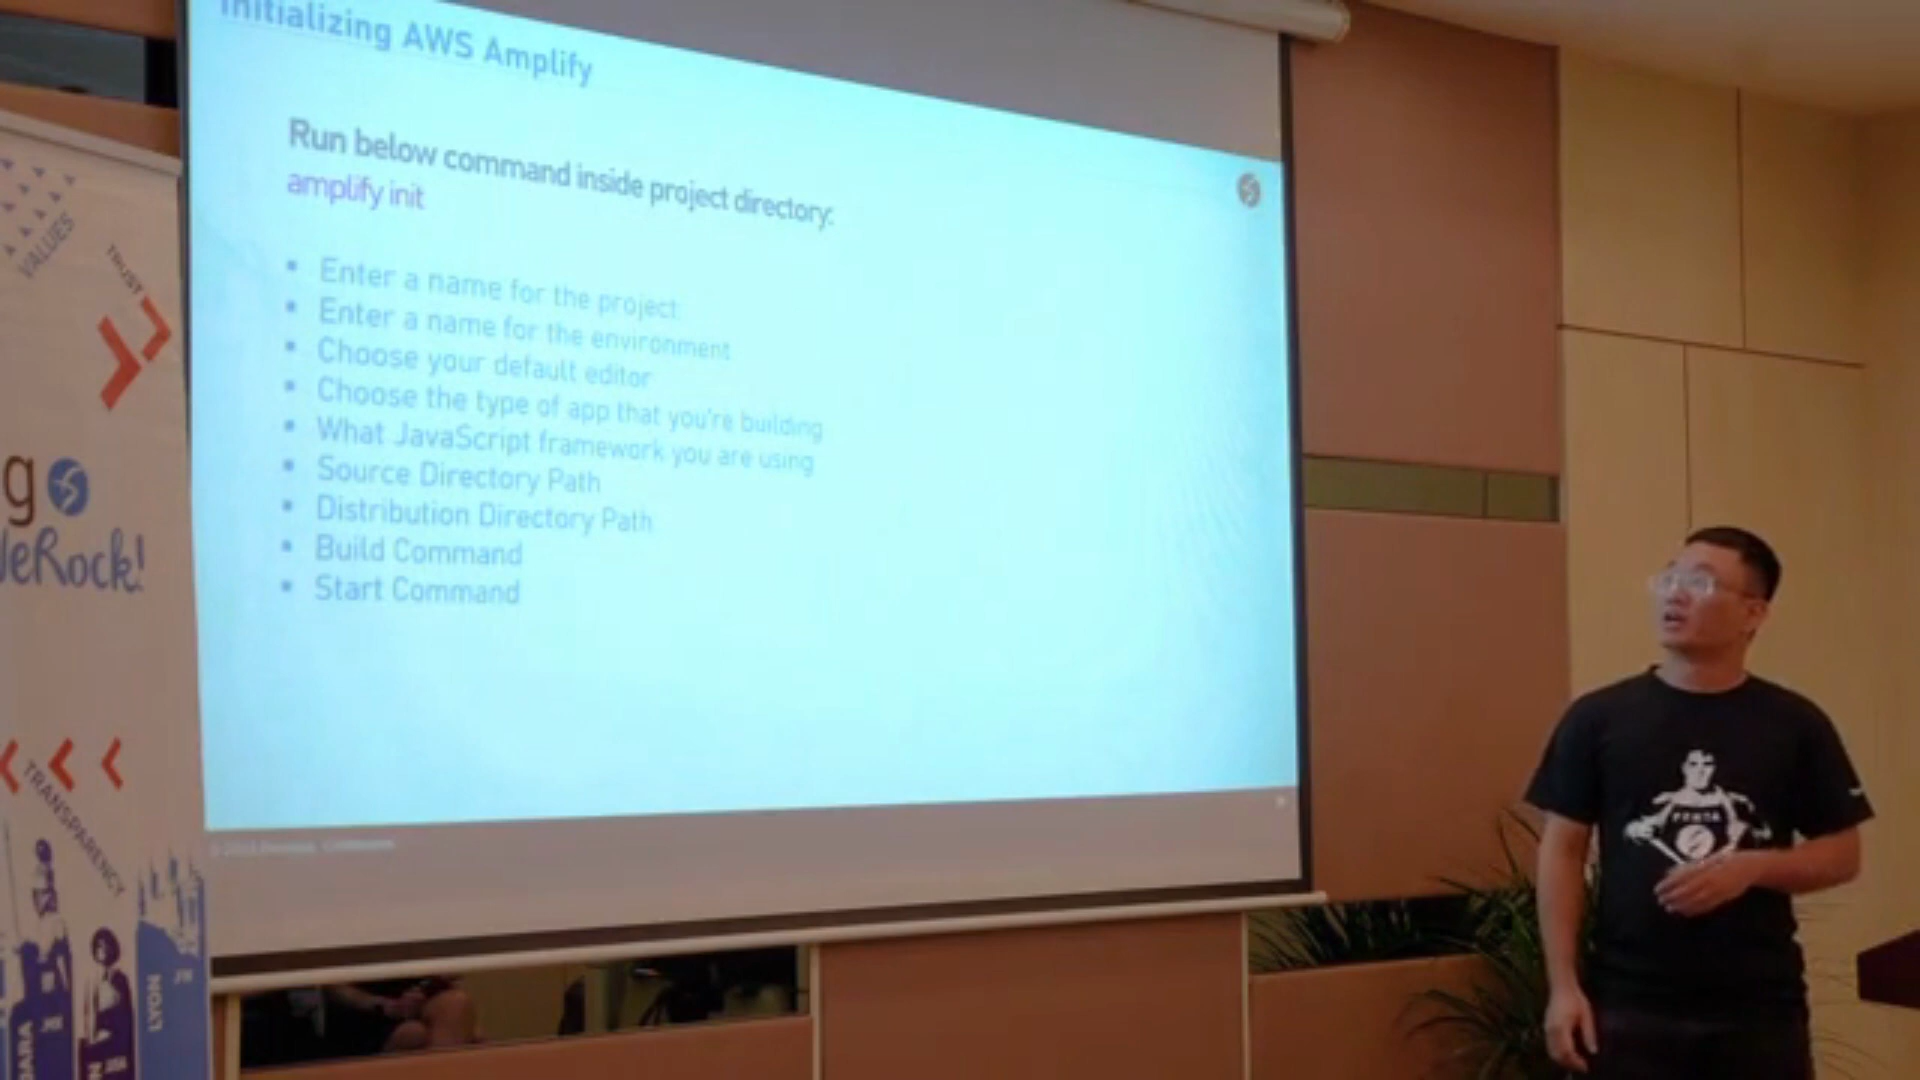 Initializing AWS Amplify
Run below command inside project directory:
amplify init
Enter a name for the project
Enter a name for the environment
Choose your default editor
Choose the type of app that you're building
What JavaScript framework you are using
Source Directory Path
Distribution Directory Path
Build Command
Start Command
VALUES
TRUST
g
WeRock!
TRANSPARENCY
LYON
PENTA